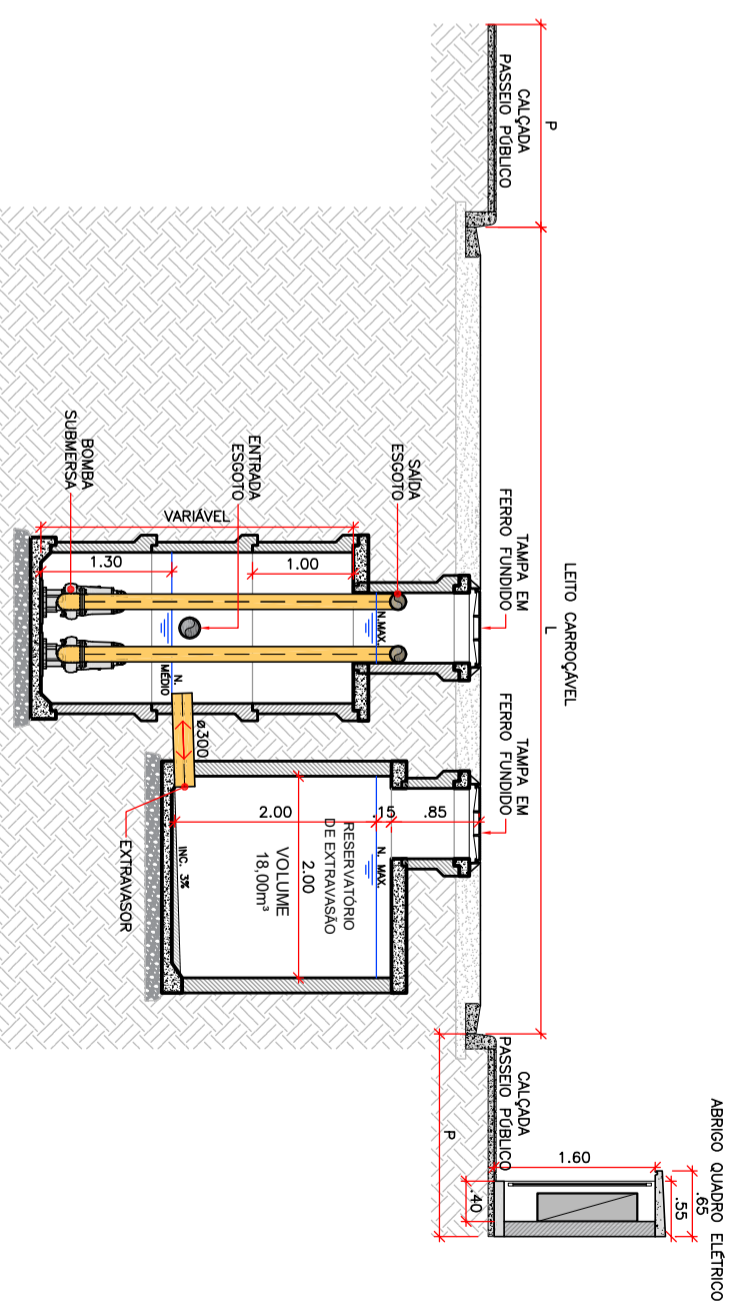 ABRIGO QUADRO ELÉTRICO
.65
.55
1.60
.40
P
CALÇADA
PASSEIO PÚBLICO
LEITO CARROÇÁVEL
L
P
CALÇADA
PASSEIO PÚBLICO
TAMPA EM
FERRO FUNDIDO
TAMPA EM
FERRO FUNDIDO
SAÍDA
ESGOTO
ENTRADA
ESGOTO
BOMBA
SUBMERSA
VARIÁVEL
1.30
1.00
N.MAX.
N.
MÉDIO
ø300
EXTRAVASOR
.85
.15
2.00
N. MAX.
RESERVATÓRIO
DE EXTRAVASÃO
2.00
VOLUME
18,00m³
INC. 3%